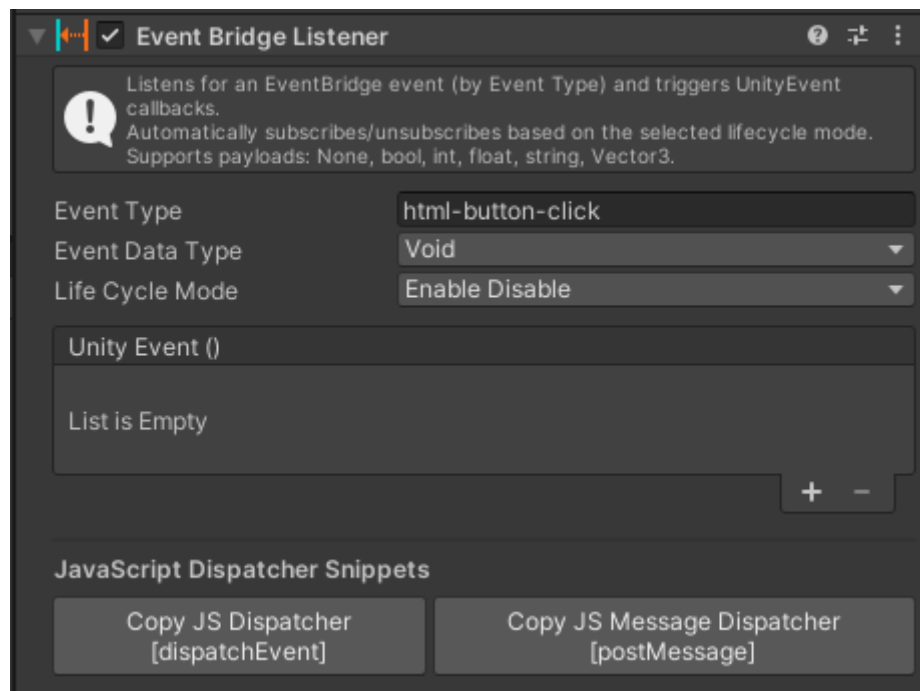 Event Bridge Listener
Listens for an EventBridge event (by Event Type) and triggers UnityEvent
callbacks.
Automatically subscribes/unsubscribes based on the selected lifecycle mode.
Supports payloads: None, bool, int, float, string, Vector3.
Event Type html-button-click
Event Data Type Void
Life Cycle Mode Enable Disable
Unity Event ()
List is Empty
+ −
JavaScript Dispatcher Snippets
Copy JS Dispatcher
[dispatchEvent]
Copy JS Message Dispatcher
[postMessage]